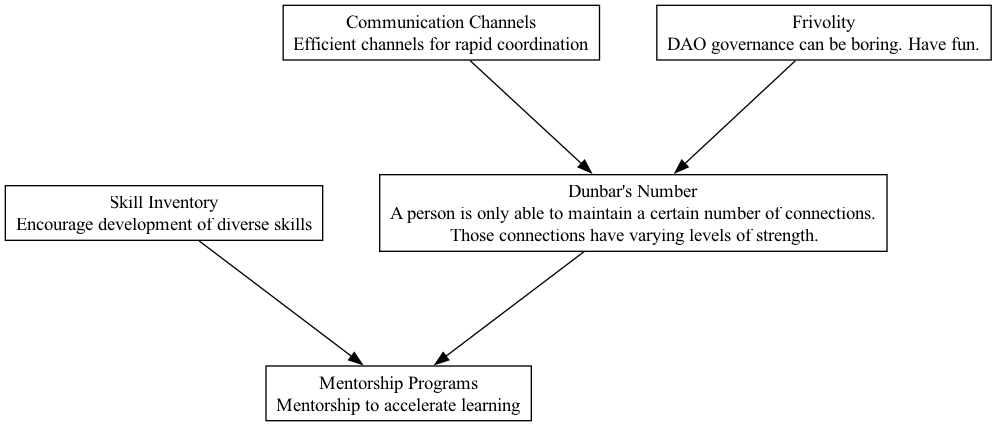 Communication Channels
Efficient channels for rapid coordination
Frivolity
DAO governance can be boring. Have fun.
Skill Inventory
Encourage development of diverse skills
Dunbar's Number
A person is only able to maintain a certain number of connections.
Those connections have varying levels of strength.
Mentorship Programs
Mentorship to accelerate learning